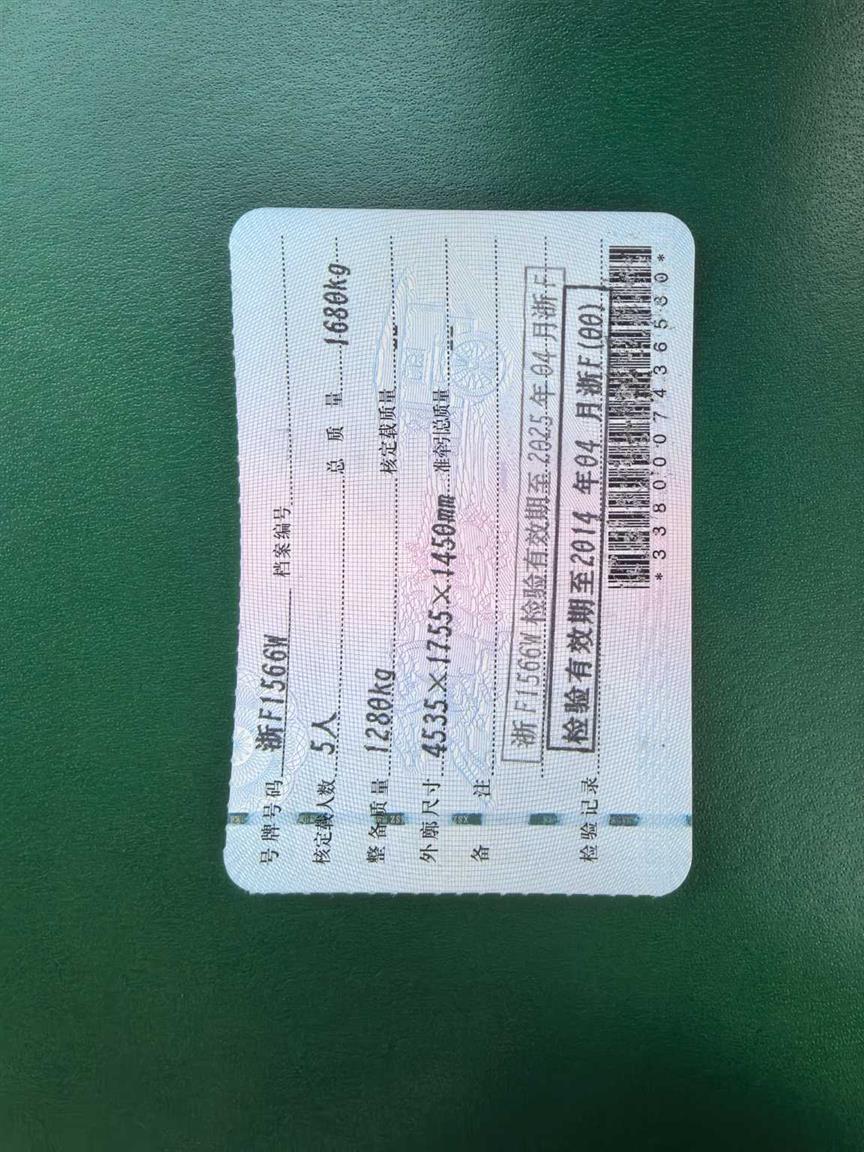 号牌号码 浙F1566W 档案编号
核定载人数 5人 总质量 1680kg
整备质量 1280kg 核定载质量 --
外廓尺寸 4535×1755×1450mm 准牵引总质量 --
备注
浙F1566W 检验有效期至2025年04月浙F
检验记录 检验有效期至2014年04月浙F(00)
*3380007436530*